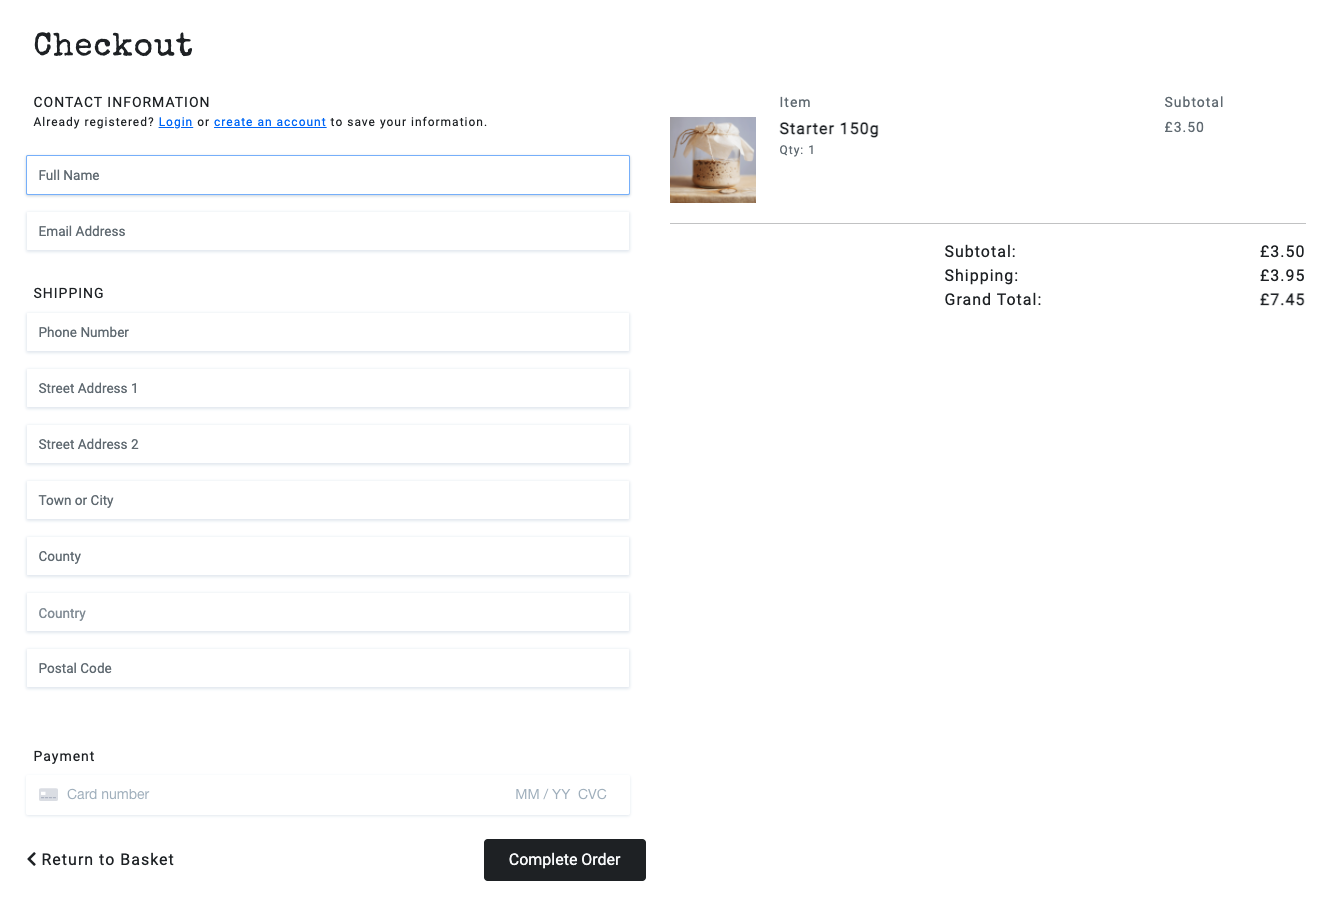 Checkout
CONTACT INFORMATION
Already registered? Login or create an account to save your information.
Full Name
Email Address
SHIPPING
Phone Number
Street Address 1
Street Address 2
Town or City
County
Country
Postal Code
Payment
Card number MM / YY CVC
Return to Basket
Complete Order
Item Subtotal
Starter 150g £3.50
Qty: 1
Subtotal: £3.50
Shipping: £3.95
Grand Total: £7.45